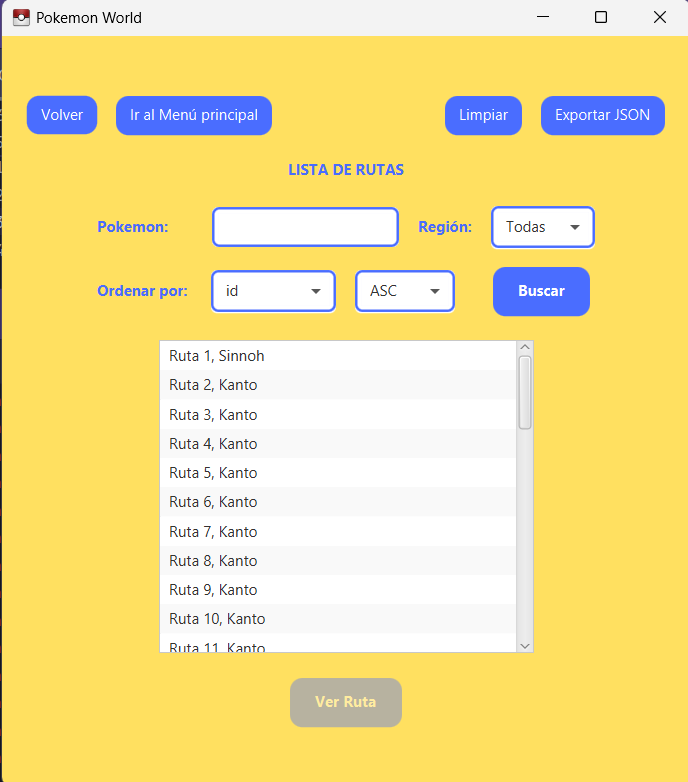 Pokemon World
Volver Ir al Menú principal Limpiar Exportar JSON
LISTA DE RUTAS
Pokemon: Región: Todas
Ordenar por: id ASC Buscar
Ruta 1, Sinnoh
Ruta 2, Kanto
Ruta 3, Kanto
Ruta 4, Kanto
Ruta 5, Kanto
Ruta 6, Kanto
Ruta 7, Kanto
Ruta 8, Kanto
Ruta 9, Kanto
Ruta 10, Kanto
Ruta 11, Kanto
Ver Ruta